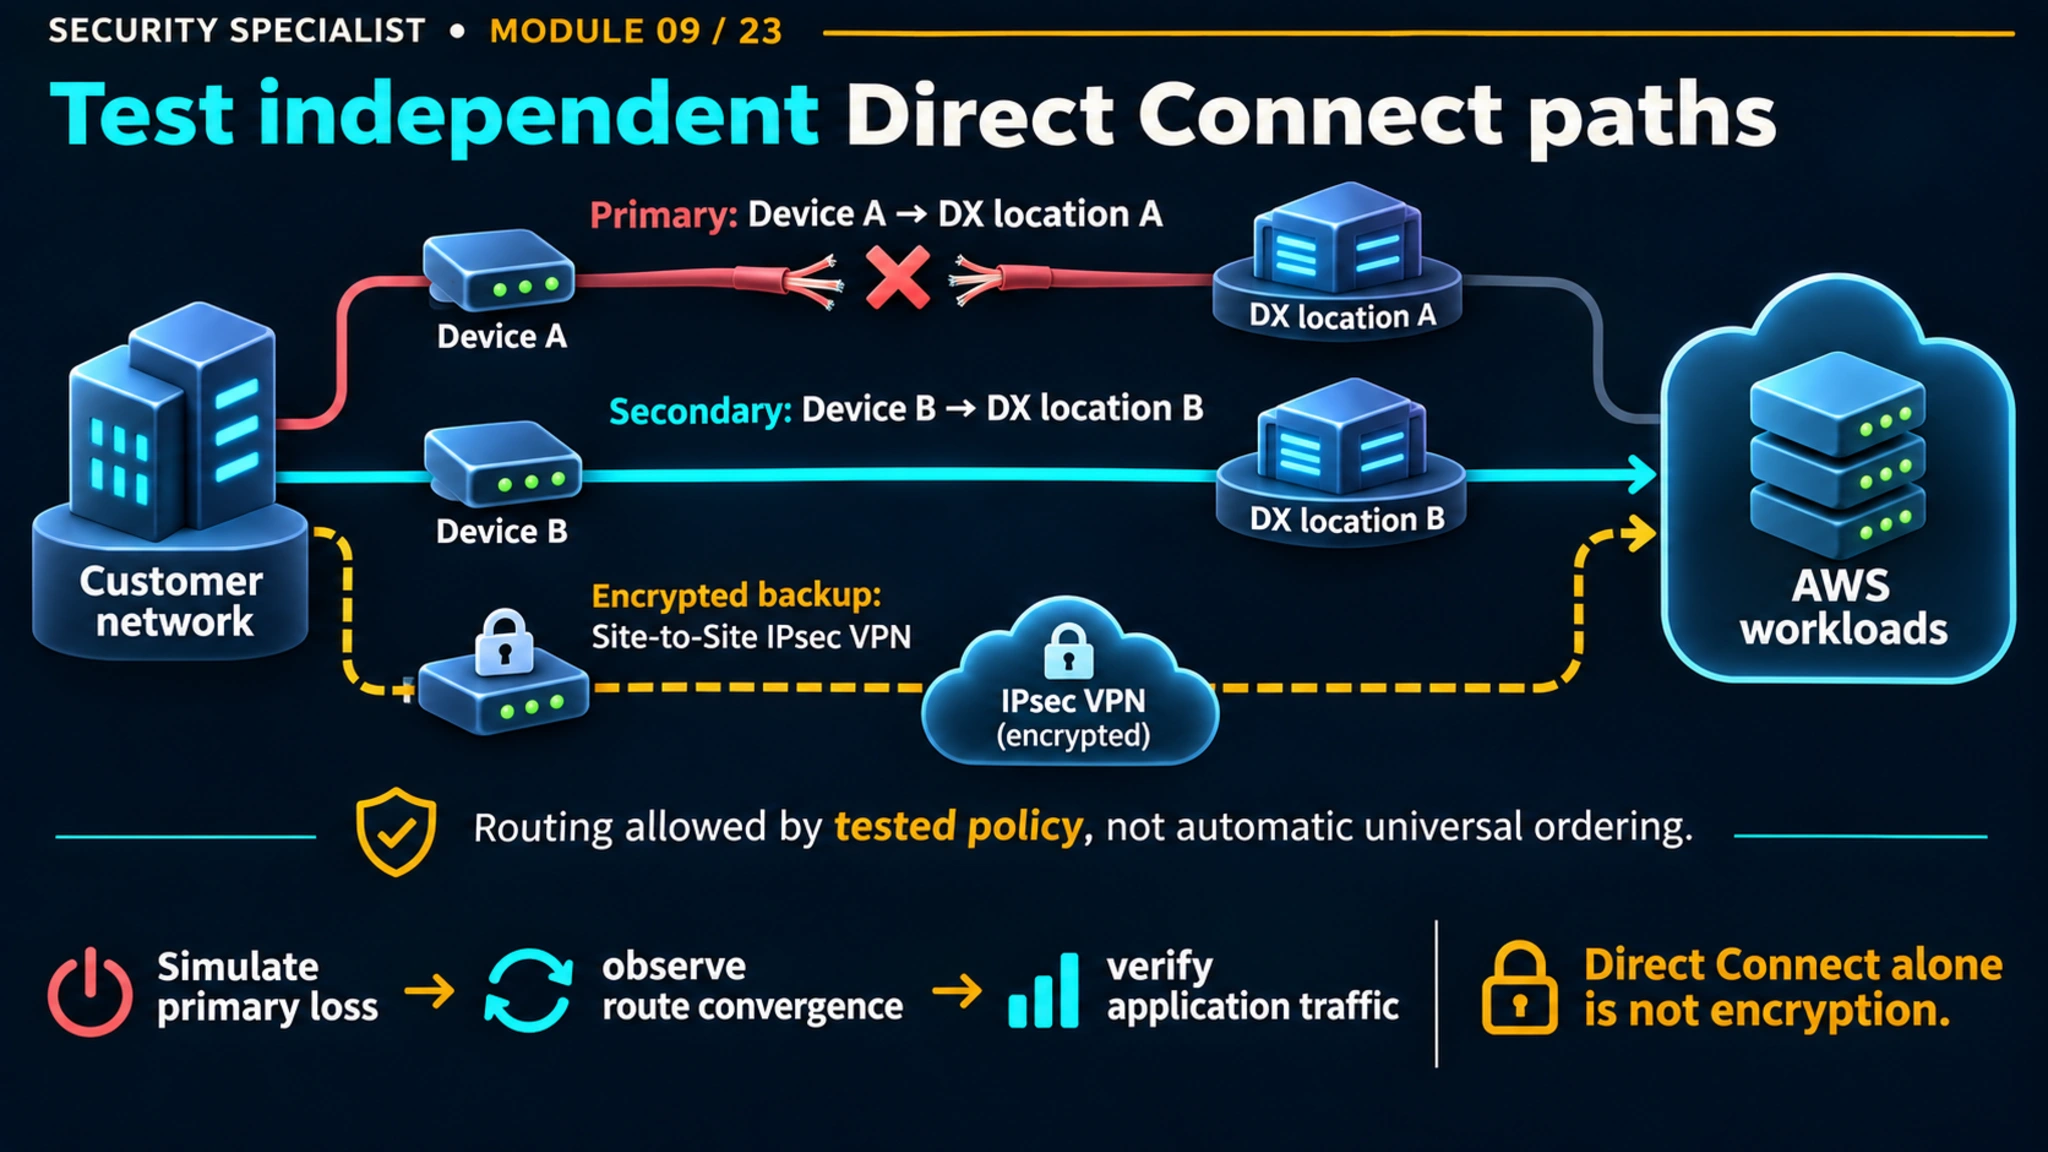 SECURITY SPECIALIST • MODULE 09 / 23
Test independent Direct Connect paths
Primary: Device A → DX location A
Device A
DX location A
Secondary: Device B → DX location B
Device B
DX location B
Customer
network
Encrypted backup:
Site-to-Site IPsec VPN
IPsec VPN
(encrypted)
AWS
workloads
Routing allowed by tested policy, not automatic universal ordering.
Simulate
primary loss
observe
route convergence
verify
application traffic
Direct Connect alone
is not encryption.